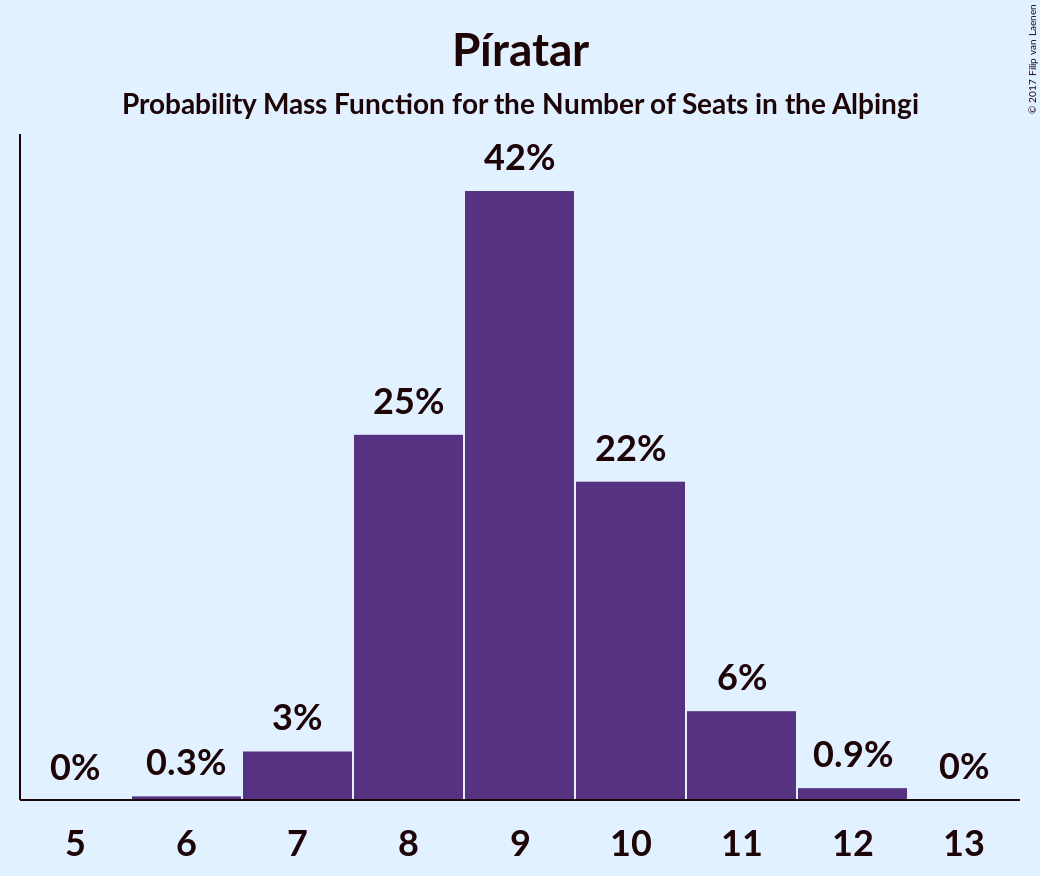 Píratar
Probability Mass Function for the Number of Seats in the Alþingi
© 2017 Filip van Laenen
42%
25%
22%
6%
3%
0.9%
0.3%
0%
0%
5 6 7 8 9 10 11 12 13